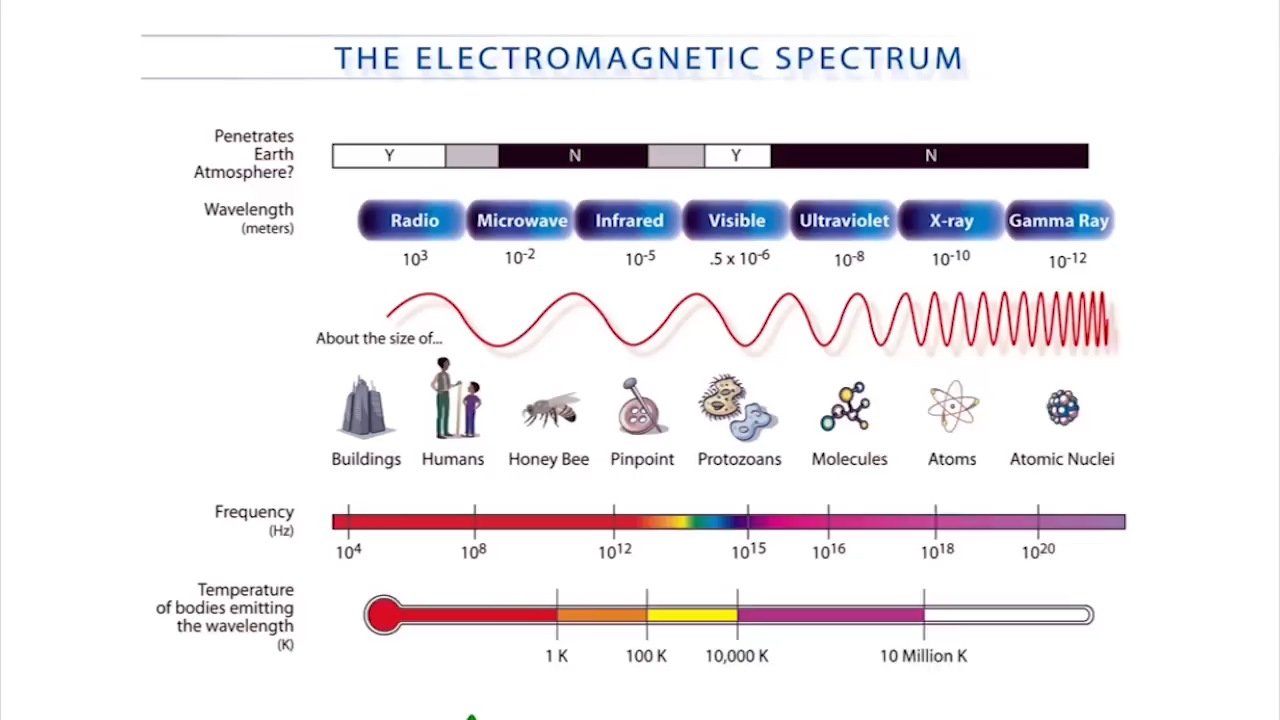 THE ELECTROMAGNETIC SPECTRUM
Penetrates
Earth
Atmosphere?
Y N Y N
Wavelength
(meters)
Radio Microwave Infrared Visible Ultraviolet X-ray Gamma Ray
10³ 10⁻² 10⁻⁵ .5 x 10⁻⁶ 10⁻⁸ 10⁻¹⁰ 10⁻¹²
About the size of...
Buildings Humans Honey Bee Pinpoint Protozoans Molecules Atoms Atomic Nuclei
Frequency
(Hz)
10⁴ 10⁸ 10¹² 10¹⁵ 10¹⁶ 10¹⁸ 10²⁰
Temperature
of bodies emitting
the wavelength
(K)
1 K 100 K 10,000 K 10 Million K